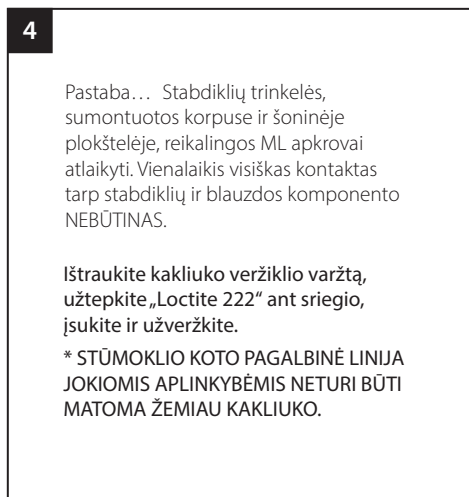 4
Pastaba… Stabdiklių trinkelės,
sumontuotos korpuse ir šoninėje
plokštelėje, reikalingos ML apkrovai
atlaikyti. Vienalaikis visiškas kontaktas
tarp stabdiklių ir blauzdos komponento
NEBŪTINAS.
Ištraukite kakliuko veržiklio varžtą,
užtepkite „Loctite 222“ ant sriegio,
įsukite ir užveržkite.
* STŪMOKLIO KOTO PAGALBINĖ LINIJA
JOKIOMIS APLINKYBĖMIS NETURI BŪTI
MATOMA ŽEMIAU KAKLIUKO.